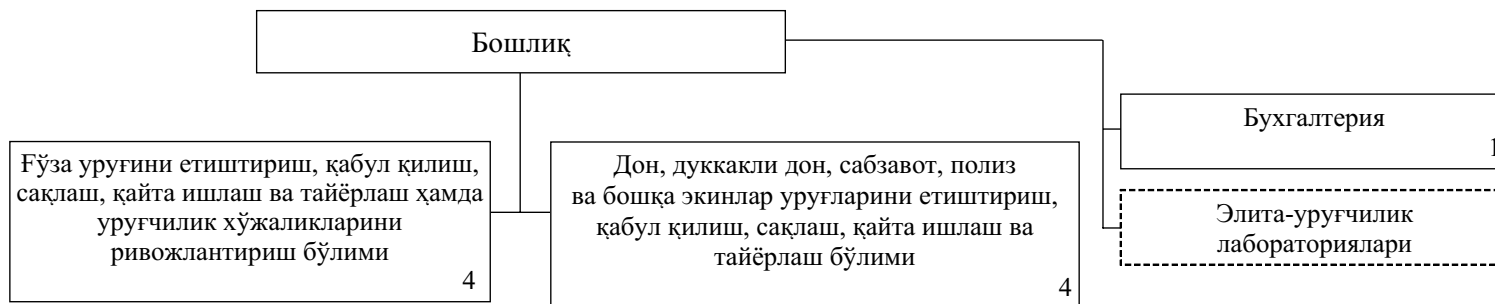 Бошлиқ
Бухгалтерия
1
Ғўза уруғини етиштириш, қабул қилиш,
сақлаш, қайта ишлаш ва тайёрлаш ҳамда
уруғчилик хўжаликларини
ривожлантириш бўлими
4
Дон, дуккакли дон, сабзавот, полиз
ва бошқа экинлар уруғларини етиштириш,
қабул қилиш, сақлаш, қайта ишлаш ва
тайёрлаш бўлими
4
Элита-уруғчилик
лабораториялари